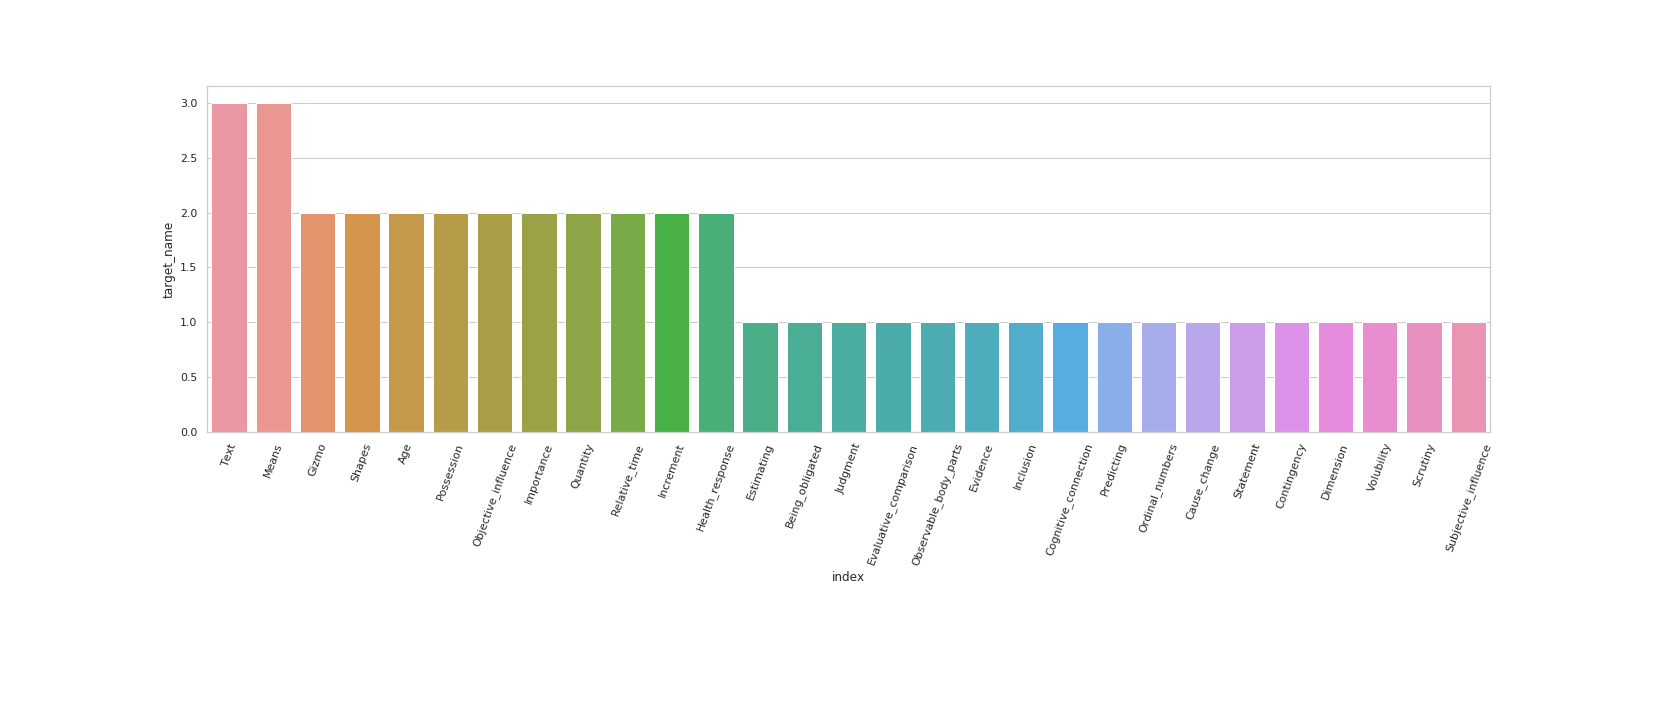 3.0
2.5
2.0
1.5
1.0
0.5
0.0
target_name
Text
Means
Gizmo
Shapes
Age
Possession
Objective_influence
Importance
Quantity
Relative_time
Increment
Health_response
Estimating
Being_obligated
Judgment
Evaluative_comparison
Observable_body_parts
Evidence
Inclusion
Cognitive_connection
Predicting
Ordinal_numbers
Cause_change
Statement
Contingency
Dimension
Volubility
Scrutiny
Subjective_influence
index